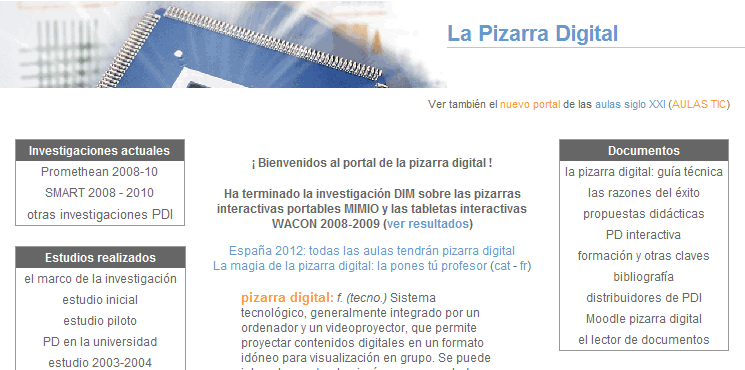 La Pizarra Digital
Ver también el nuevo portal de las aulas siglo XXI (AULAS TIC)
Investigaciones actuales
Promethean 2008-10
SMART 2008 - 2010
otras investigaciones PDI
Estudios realizados
el marco de la investigación
estudio inicial
estudio piloto
PD en la universidad
estudio 2003-2004
¡ Bienvenidos al portal de la pizarra digital !
Ha terminado la investigación DIM sobre las pizarras
interactivas portables MIMIO y las tabletas interactivas
WACON 2008-2009 (ver resultados)
España 2012: todas las aulas tendrán pizarra digital
La magia de la pizarra digital: la pones tú profesor (cat - fr)
pizarra digital: f. (tecno.) Sistema
tecnológico, generalmente integrado por un
ordenador y un videoproyector, que permite
proyectar contenidos digitales en un formato
idóneo para visualización en grupo. Se puede
Documentos
la pizarra digital: guía técnica
las razones del éxito
propuestas didácticas
PD interactiva
formación y otras claves
bibliografía
distribuidores de PDI
Moodle pizarra digital
el lector de documentos